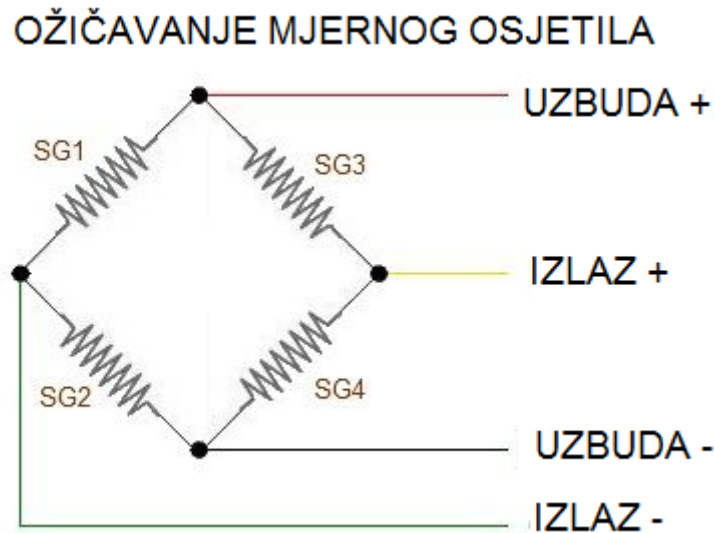 OŽIČAVANJE MJERNOG OSJETILA
UZBUDA +
SG1
SG3
IZLAZ +
SG2
SG4
UZBUDA -
IZLAZ -